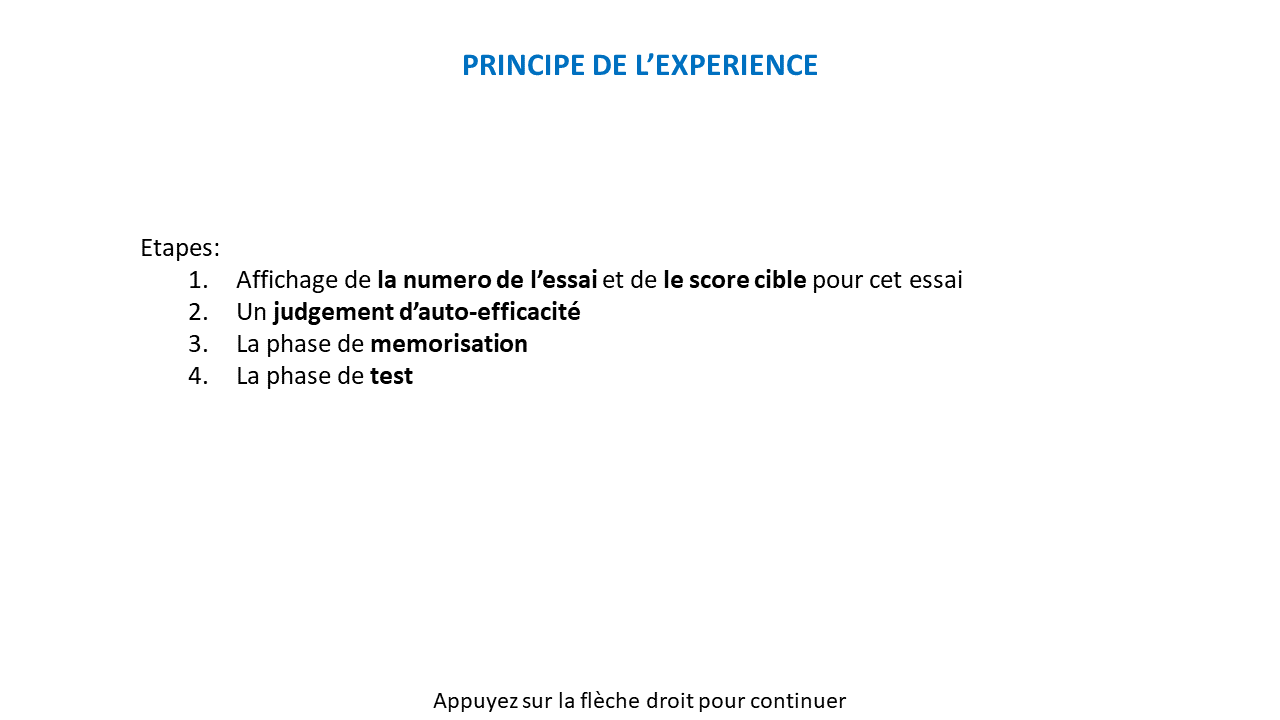 PRINCIPE DE L’EXPERIENCE
Etapes:
1. Affichage de la numero de l’essai et de le score cible pour cet essai
2. Un judgement d’auto-efficacité
3. La phase de memorisation
4. La phase de test
Appuyez sur la flèche droit pour continuer